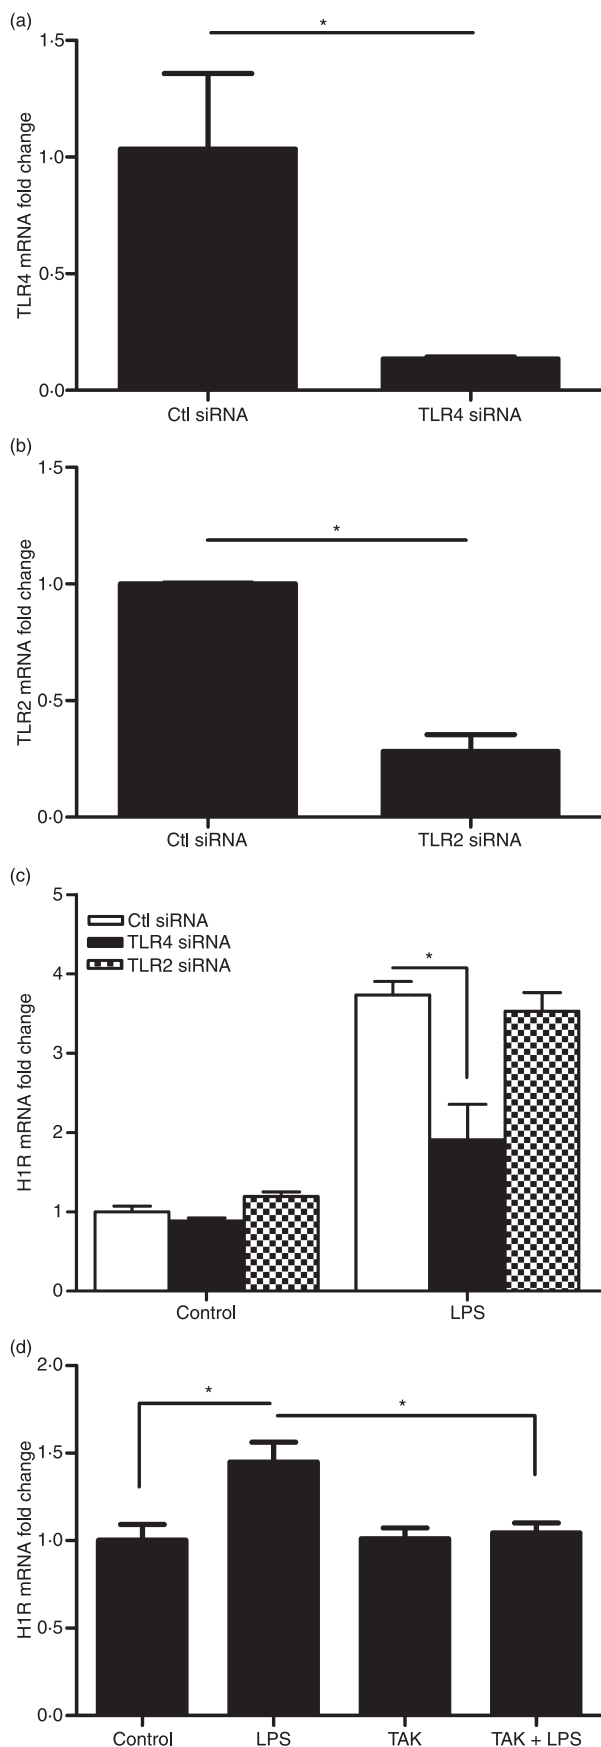 (a)
*
1·5
1·0
0·5
0·0
TLR4 mRNA fold change
Ctl siRNA TLR4 siRNA
(b)
*
1·5
1·0
0·5
0·0
TLR2 mRNA fold change
Ctl siRNA TLR2 siRNA
(c)
5
4
3
2
1
0
H1R mRNA fold change
Ctl siRNA
TLR4 siRNA
TLR2 siRNA
*
Control LPS
(d)
2·0
1·5
1·0
0·5
0·0
H1R mRNA fold change
* *
Control LPS TAK TAK + LPS